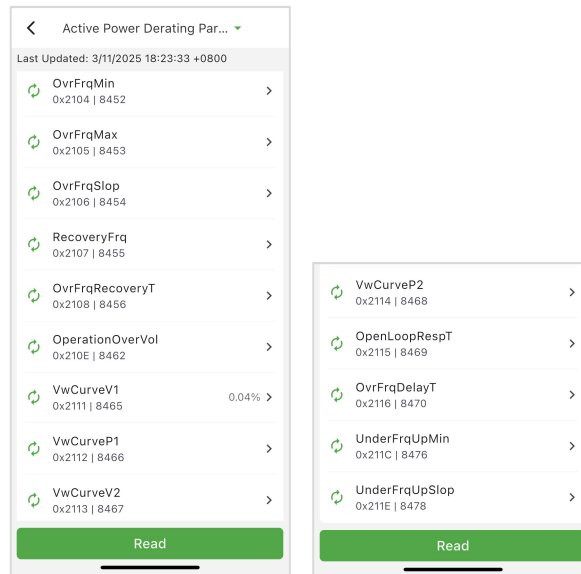 Active Power Derating Par...
Last Updated: 3/11/2025 18:23:33 +0800
OvrFrqMin
0x2104 | 8452
OvrFrqMax
0x2105 | 8453
OvrFrqSlop
0x2106 | 8454
RecoveryFrq
0x2107 | 8455
OvrFrqRecoveryT
0x2108 | 8456
OperationOverVol
0x210E | 8462
VwCurveV1
0x2111 | 8465
0.04%
VwCurveP1
0x2112 | 8466
VwCurveV2
0x2113 | 8467
Read
VwCurveP2
0x2114 | 8468
OpenLoopRespT
0x2115 | 8469
OvrFrqDelayT
0x2116 | 8470
UnderFrqUpMin
0x211C | 8476
UnderFrqUpSlop
0x211E | 8478
Read